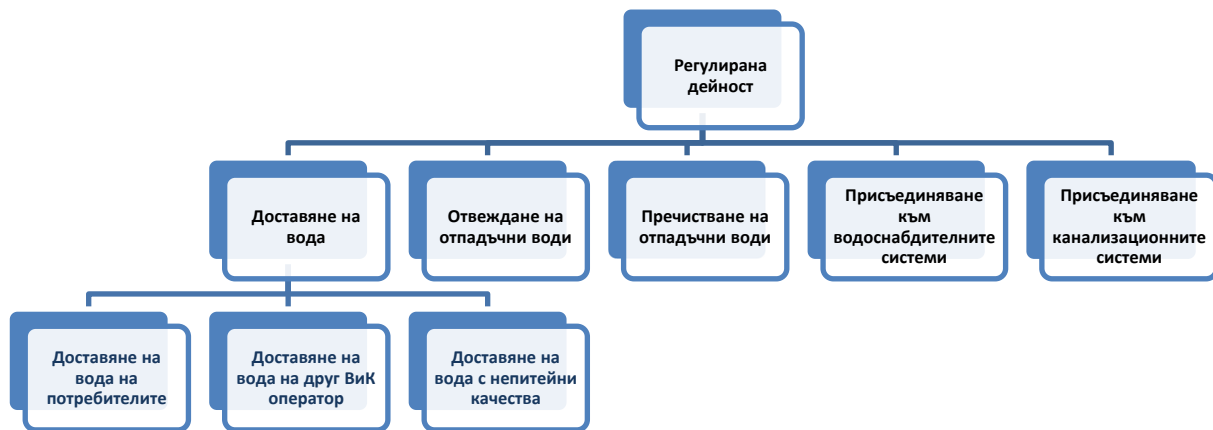 Регулирана
дейност
Доставяне на
вода
Отвеждане на
отпадъчни води
Пречистване на
отпадъчни води
Присъединяване
към
водоснабдителните
системи
Присъединяване
към
канализационните
системи
Доставяне на
вода на
потребителите
Доставяне на
вода на друг ВиК
оператор
Доставяне на
вода с непитейни
качества